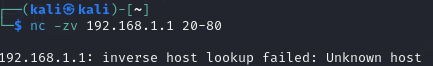 ┌──(kali㉿kali)-[~]
└─$ nc -zv 192.168.1.1 20-80
192.168.1.1: inverse host lookup failed: Unknown host